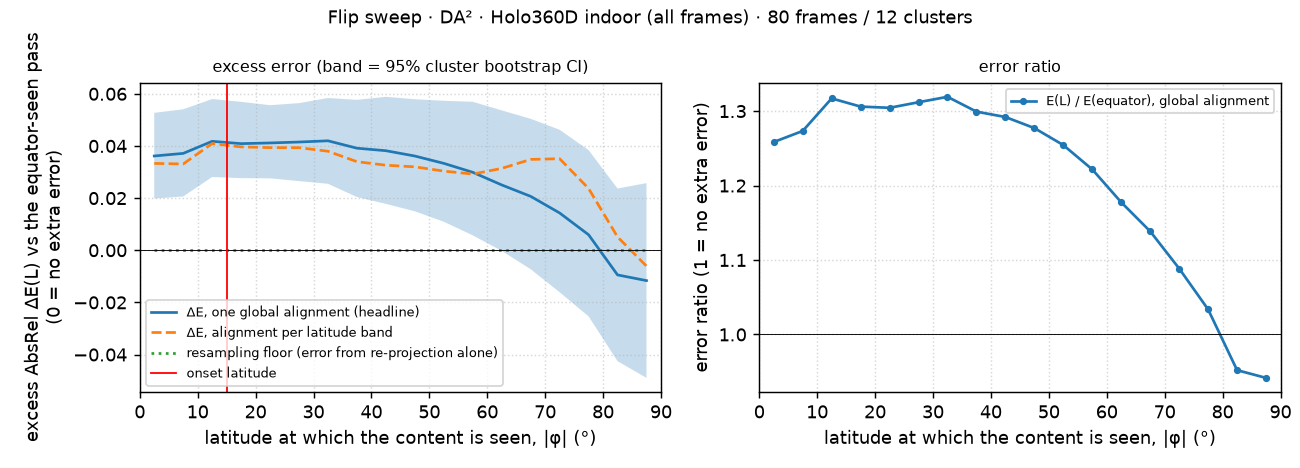 Flip sweep · DA² · Holo360D indoor (all frames) · 80 frames / 12 clusters
excess error (band = 95% cluster bootstrap CI)
excess AbsRel ΔE(L) vs the equator-seen pass
(0 = no extra error)
0.06
0.04
0.02
0.00
−0.02
−0.04
ΔE, one global alignment (headline)
ΔE, alignment per latitude band
resampling floor (error from re-projection alone)
onset latitude
0 10 20 30 40 50 60 70 80 90
latitude at which the content is seen, |φ| (°)
error ratio
error ratio (1 = no extra error)
1.3
1.2
1.1
1.0
E(L) / E(equator), global alignment
0 10 20 30 40 50 60 70 80 90
latitude at which the content is seen, |φ| (°)